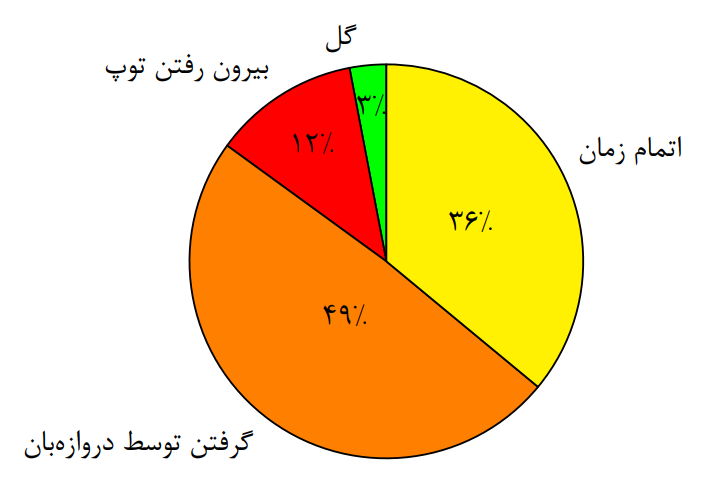 گل
بیرون رفتن توپ
۳٪
۱۲٪
اتمام زمان
۳۶٪
۴۹٪
گرفتن توسط دروازه‌بان